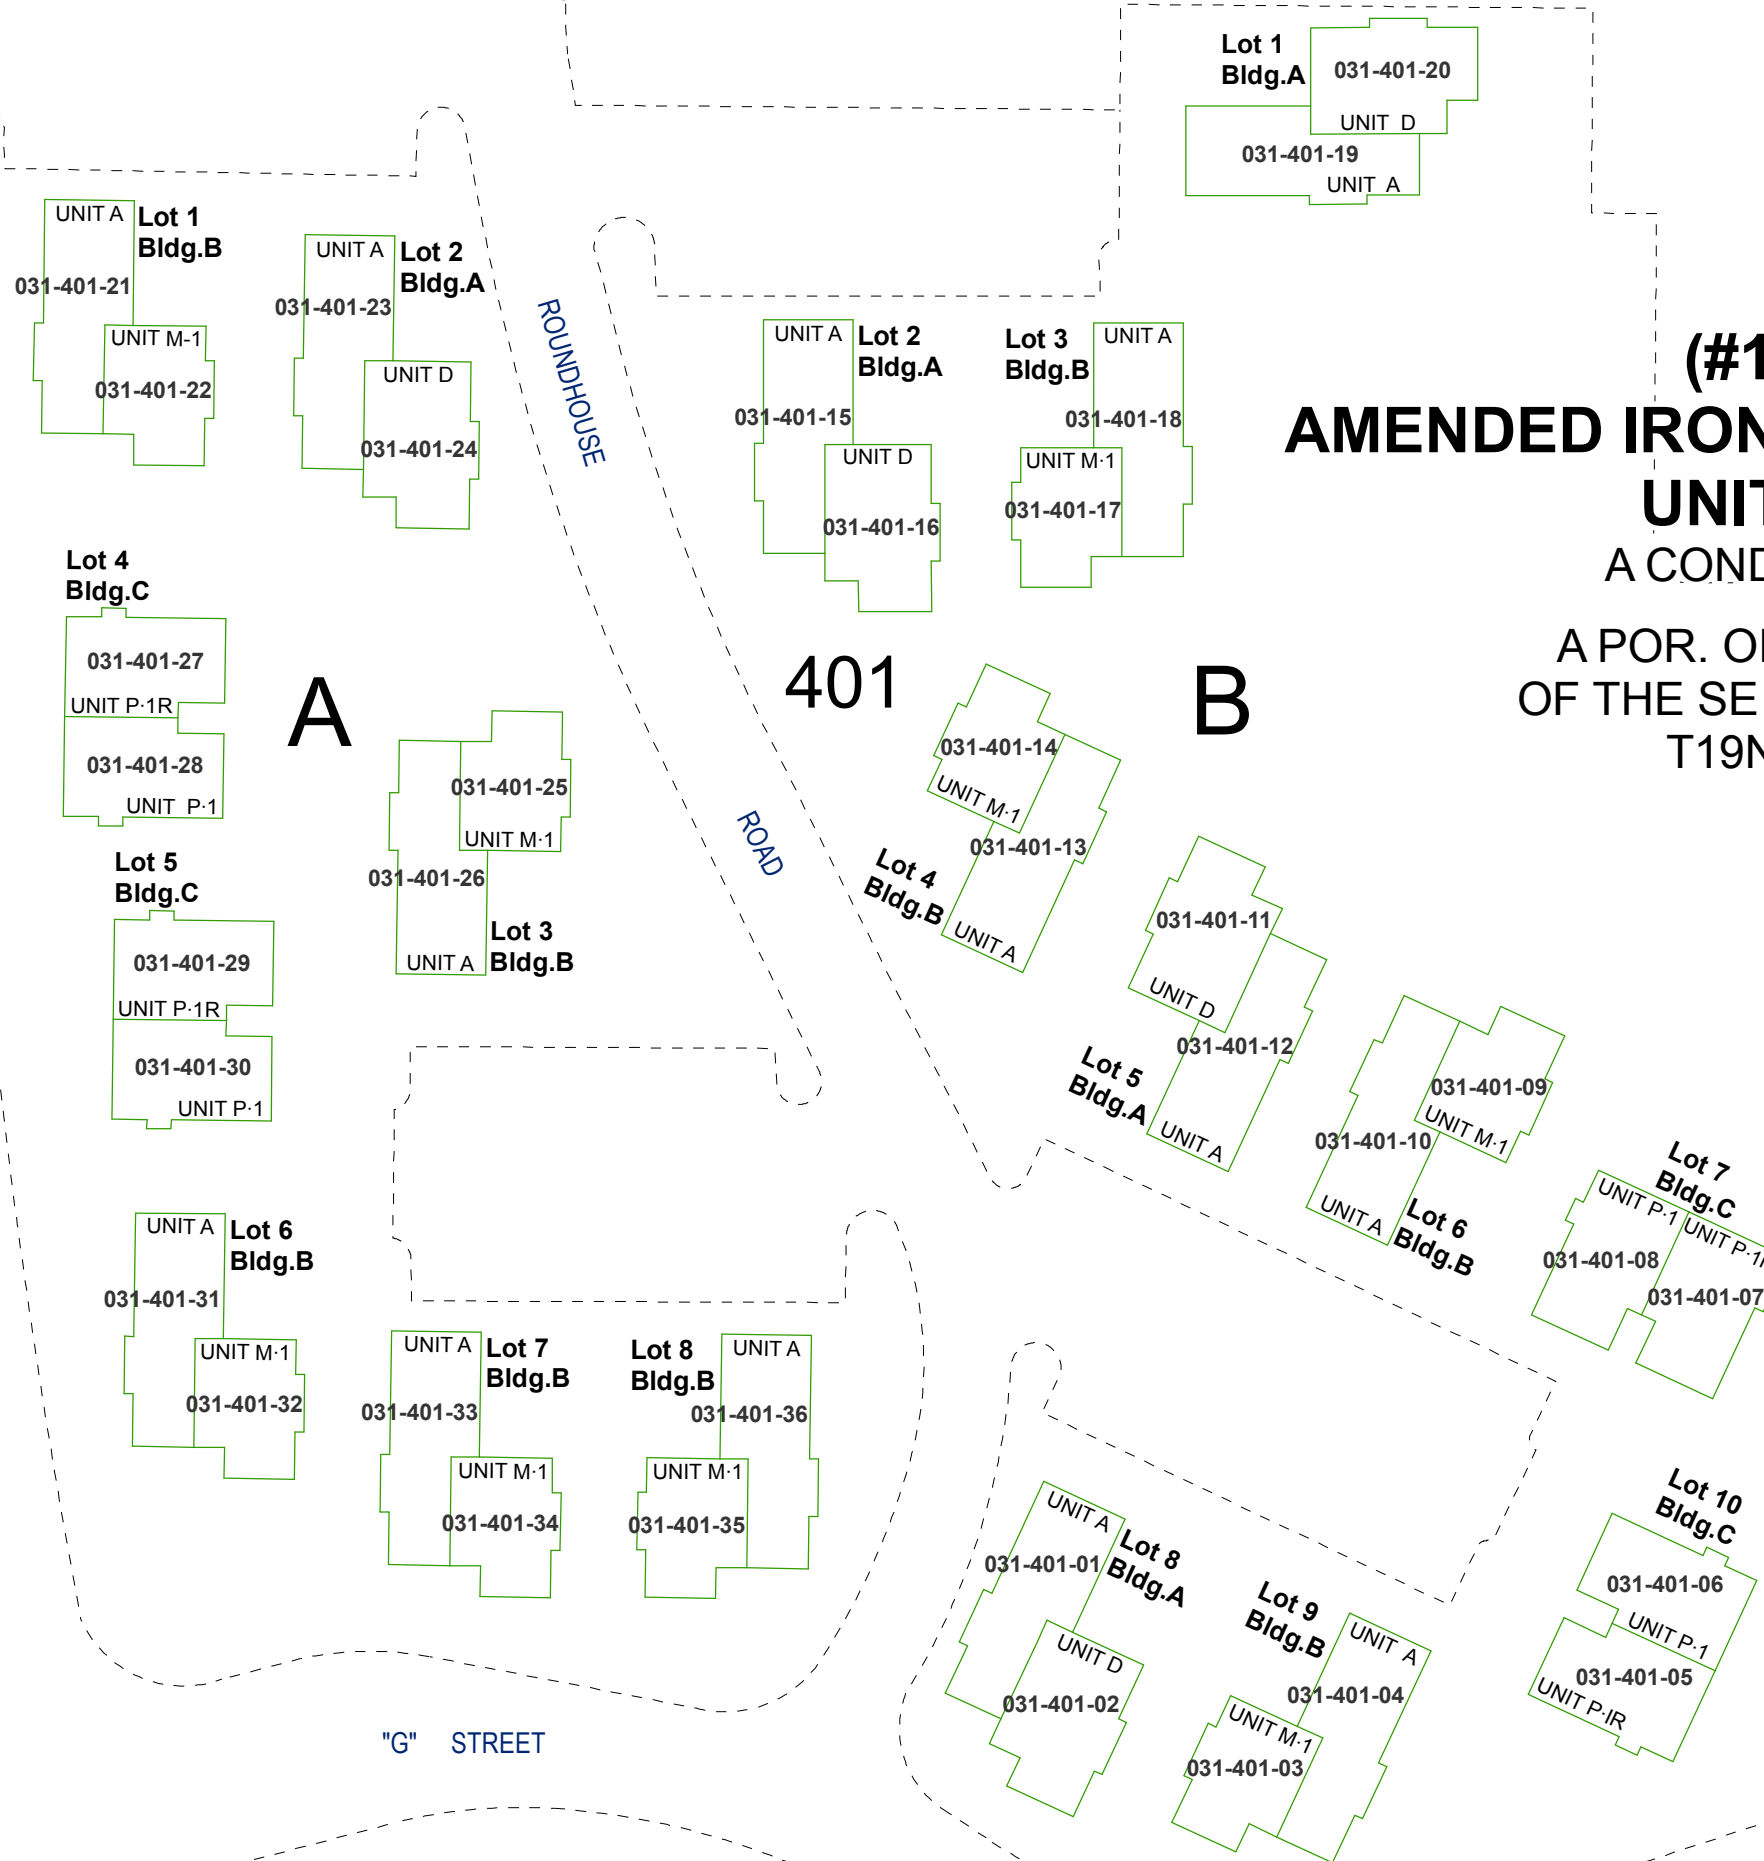 Lot 1
Bldg.A
031-401-20
UNIT D
031-401-19
UNIT A
UNIT A
Lot 1
Bldg.B
031-401-21
UNIT M-1
031-401-22
UNIT A
Lot 2
Bldg.A
031-401-23
UNIT D
031-401-24
ROUNDHOUSE
UNIT A
Lot 2
Bldg.A
031-401-15
UNIT D
031-401-16
Lot 3
Bldg.B
UNIT A
031-401-18
UNIT M·1
031-401-17
(#1
AMENDED IRON
UNIT
A COND
A POR. O
OF THE SE
T19N
Lot 4
Bldg.C
031-401-27
UNIT P·1R
031-401-28
UNIT P·1
A
401
B
031-401-25
UNIT M·1
031-401-26
UNIT A
Lot 3
Bldg.B
ROAD
031-401-14
UNIT M·1
031-401-13
Lot 4
Bldg.B
UNIT A
Lot 5
Bldg.C
031-401-29
UNIT P·1R
031-401-30
UNIT P·1
031-401-11
UNIT D
031-401-12
Lot 5
Bldg.A
UNIT A
031-401-09
UNIT M·1
031-401-10
UNIT A
Lot 6
Bldg.B
Lot 7
Bldg.C
UNIT P·1
UNIT P·1
031-401-08
031-401-07
UNIT A
Lot 6
Bldg.B
031-401-31
UNIT M·1
031-401-32
UNIT A
Lot 7
Bldg.B
031-401-33
UNIT M·1
031-401-34
Lot 8
Bldg.B
UNIT A
031-401-36
UNIT M·1
031-401-35
UNIT A
Lot 8
Bldg.A
031-401-01
UNIT D
031-401-02
Lot 9
Bldg.B
UNIT A
031-401-04
UNIT M·1
031-401-03
Lot 10
Bldg.C
031-401-06
UNIT P·1
031-401-05
UNIT P·IR
"G" STREET